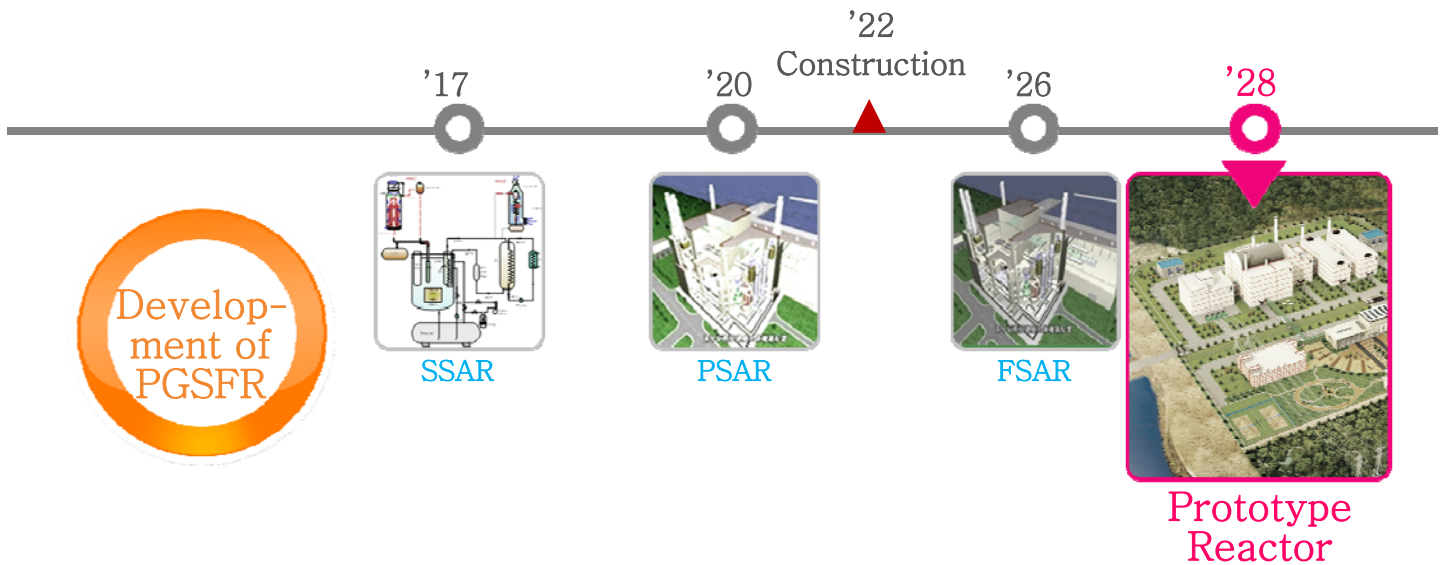 '22
Construction
'17
'20
'26
'28
Develop-
ment of
PGSFR
SSAR
PSAR
FSAR
Prototype
Reactor